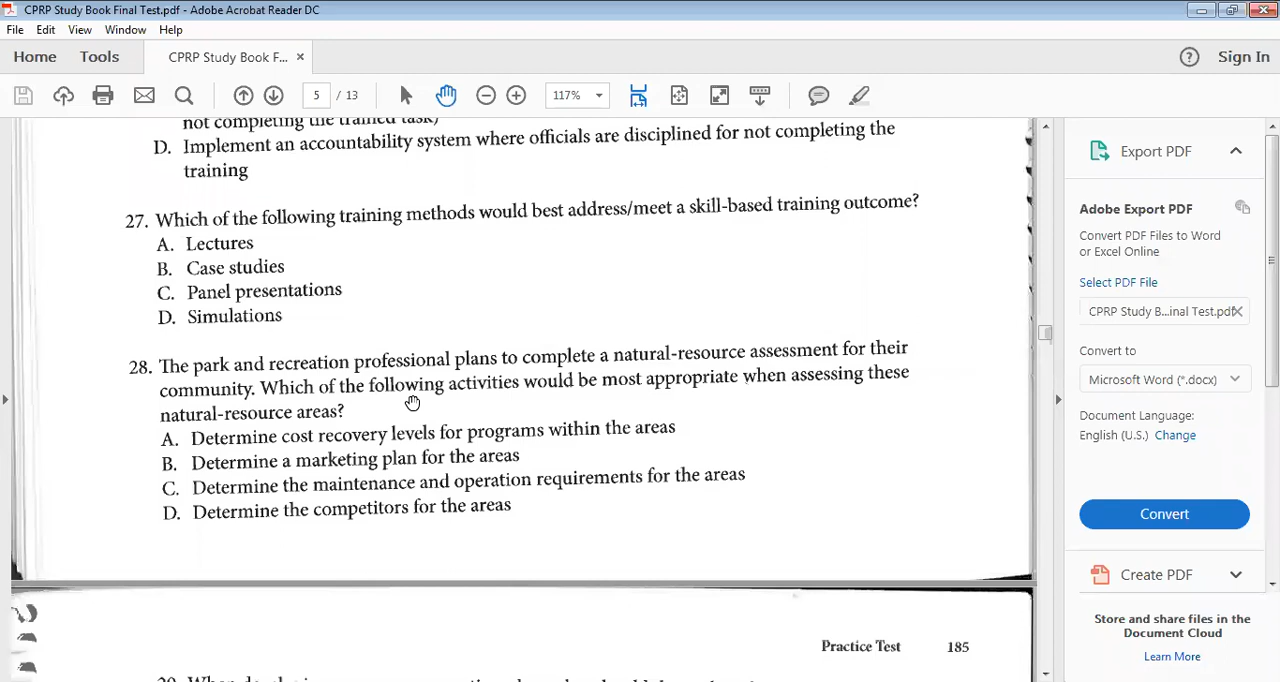 CPRP Study Book Final Test.pdf - Adobe Acrobat Reader DC
File Edit View Window Help
Home Tools CPRP Study Book F... × Sign In
5 / 13 117%
not completing the trained task)
D. Implement an accountability system where officials are disciplined for not completing the
training
27. Which of the following training methods would best address/meet a skill-based training outcome?
A. Lectures
B. Case studies
C. Panel presentations
D. Simulations
28. The park and recreation professional plans to complete a natural-resource assessment for their
community. Which of the following activities would be most appropriate when assessing these
natural-resource areas?
A. Determine cost recovery levels for programs within the areas
B. Determine a marketing plan for the areas
C. Determine the maintenance and operation requirements for the areas
D. Determine the competitors for the areas
Practice Test 185
Export PDF
Adobe Export PDF
Convert PDF Files to Word
or Excel Online
Select PDF File
CPRP Study B...inal Test.pdf
Convert to
Microsoft Word (*.docx)
Document Language:
English (U.S.) Change
Convert
Create PDF
Store and share files in the
Document Cloud
Learn More